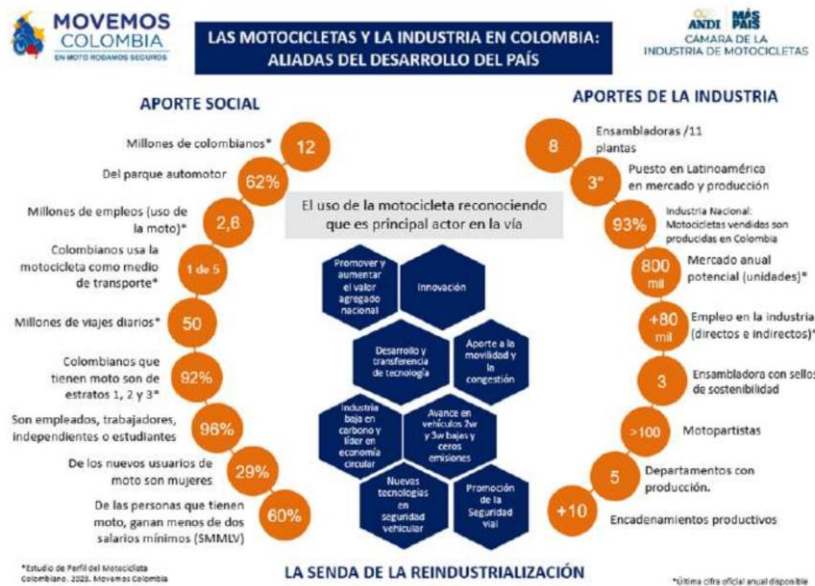 MOVEMOS
COLOMBIA
EN MOTO RODAMOS SEGUROS
LAS MOTOCICLETAS Y LA INDUSTRIA EN COLOMBIA:
ALIADAS DEL DESARROLLO DEL PAÍS
ANDI MÁS PAÍS
CÁMARA DE LA
INDUSTRIA DE MOTOCICLETAS
APORTE SOCIAL
Millones de colombianos*
12
Del parque automotor
62%
Millones de empleos (uso de
la moto)*
2,6
Colombianos usa la
motocicleta como medio
de transporte*
1 de 5
Millones de viajes diarios*
50
Colombianos que
tienen moto son de
estratos 1, 2 y 3*
92%
Son empleados, trabajadores,
independientes o estudiantes
96%
De los nuevos usuarios de
moto son mujeres
29%
De las personas que tienen
moto, ganan menos de dos
salarios mínimos (SMMLV)
60%
El uso de la motocicleta reconociendo
que es principal actor en la vía
Promover y
aumentar
el valor
agregado
nacional
Innovación
Desarrollo y
transferencia de
tecnología
Aporte a la
movilidad y
la
congestión
Industria
baja en
carbono y
líder en
economía
circular
Avance en
vehículos 2w
y 3w bajas y
ceros
emisiones
Nuevas
tecnologías en
seguridad
vehicular
Promoción
de la
Seguridad
vial
APORTES DE LA INDUSTRIA
8
Ensambladoras /11
plantas
3°
Puesto en Latinoamérica
en mercado y producción
93%
Industria Nacional:
Motocicletas vendidas son
producidas en Colombia
800
mil
Mercado anual
potencial (unidades)*
+80
mil
Empleo en la industria
(directos e indirectos)*
3
Ensambladora con sellos
de sostenibilidad
>100
Motopartistas
5
Departamentos con
producción.
+10
Encadenamientos productivos
*Estudio de Perfil del Motociclista
Colombiano. 2023. Movemos Colombia
LA SENDA DE LA REINDUSTRIALIZACIÓN
*Última cifra oficial anual disponible